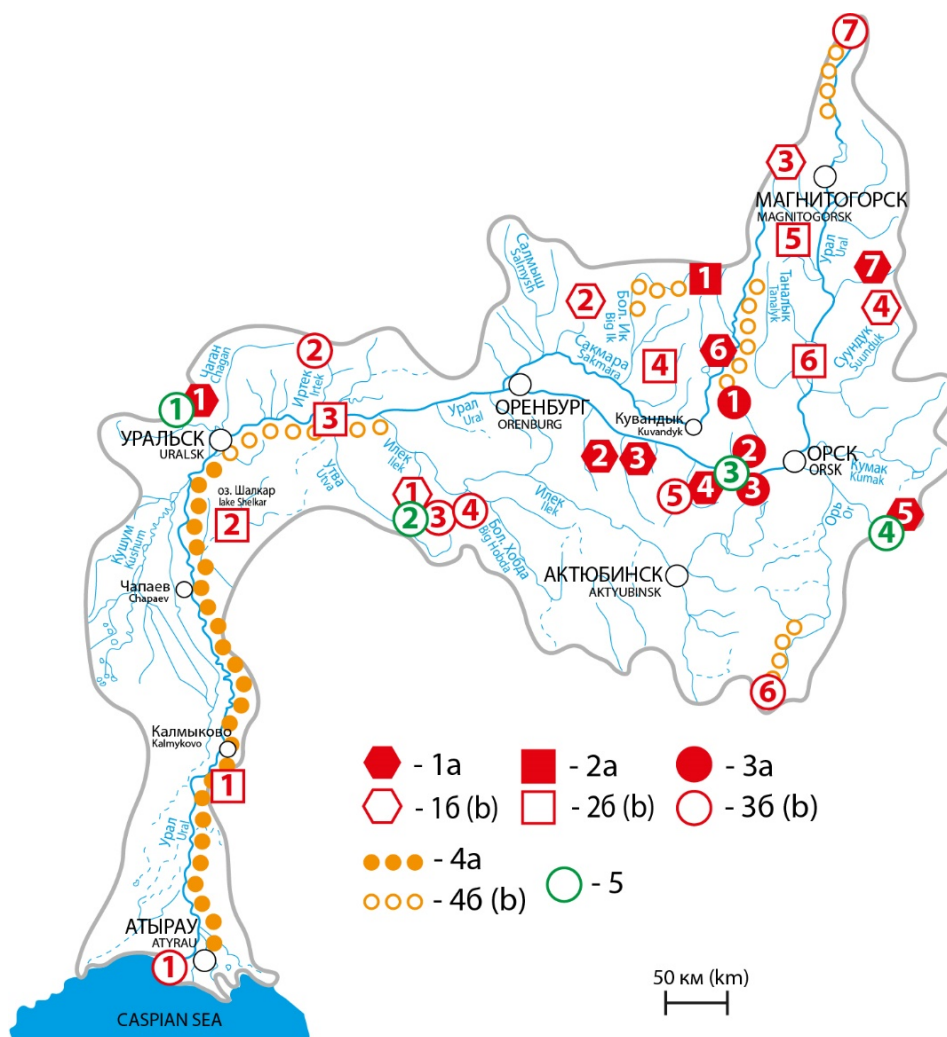 7
3
МАГНИТОГОРСК
MAGNITOGORSK
5
Урал
Ural
7
4
Салмыш
Salmysh
2
Бол. Ик
Big Ik
1
Таналык
Tanalyk
Суундук
Suunduk
Сакмара
Sakmara
4
6
6
1
2
Чаган
Chagan
Иртек
Irtek
1
1
3
УРАЛЬСК
URALSK
ОРЕНБУРГ
ORENBURG
Урал
Ural
Кувандык
Kuvandyk
2
3
2
3
ОРСК
ORSK
Кумак
Kumak
5
4
3
Орь
Or
5
4
оз. Шалкар
lake Shelkar
2
Утва
Utva
Илек
Ilek
1
2
3
4
Илек
Ilek
Бол. Хобда
Big Hobda
Кушум
Kushum
Чапаев
Chapaev
АКТЮБИНСК
AKTYUBINSK
6
Калмыково
Kalmykovo
1
Урал
Ural
АТЫРАУ
ATYRAU
1
CASPIAN SEA
- 1а
- 2а
- 3а
- 1б (b)
- 2б (b)
- 3б (b)
- 4а
- 4б (b)
- 5
50 км (km)